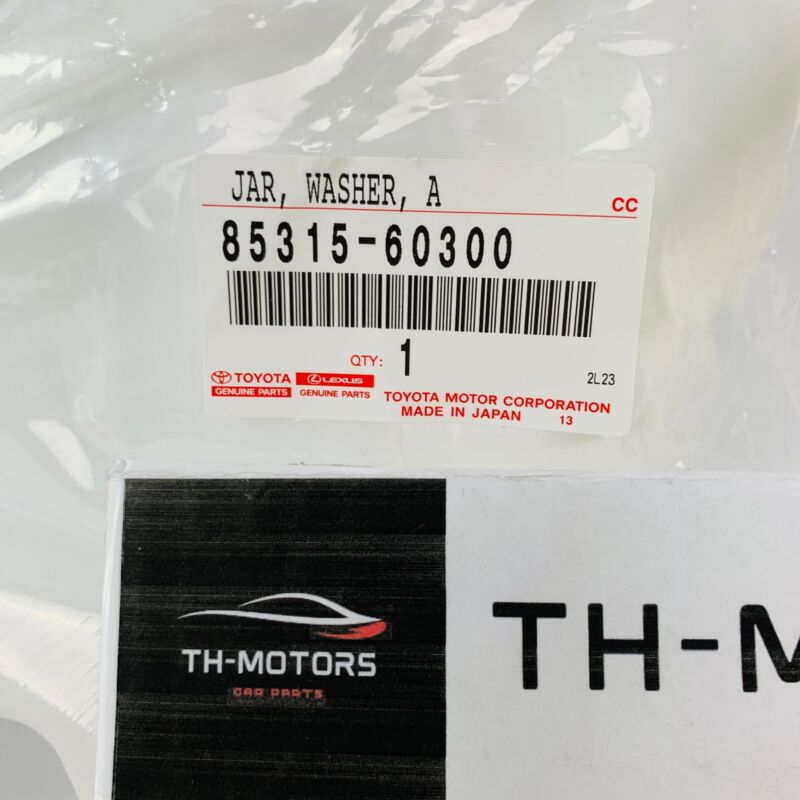 JAR, WASHER, A
CC
85315-60300
QTY: 1
2L23
TOYOTA LEXUS
GENUINE PARTS GENUINE PARTS
TOYOTA MOTOR CORPORATION
MADE IN JAPAN 13
TH-MOTORS
CAR PARTS
TH-M